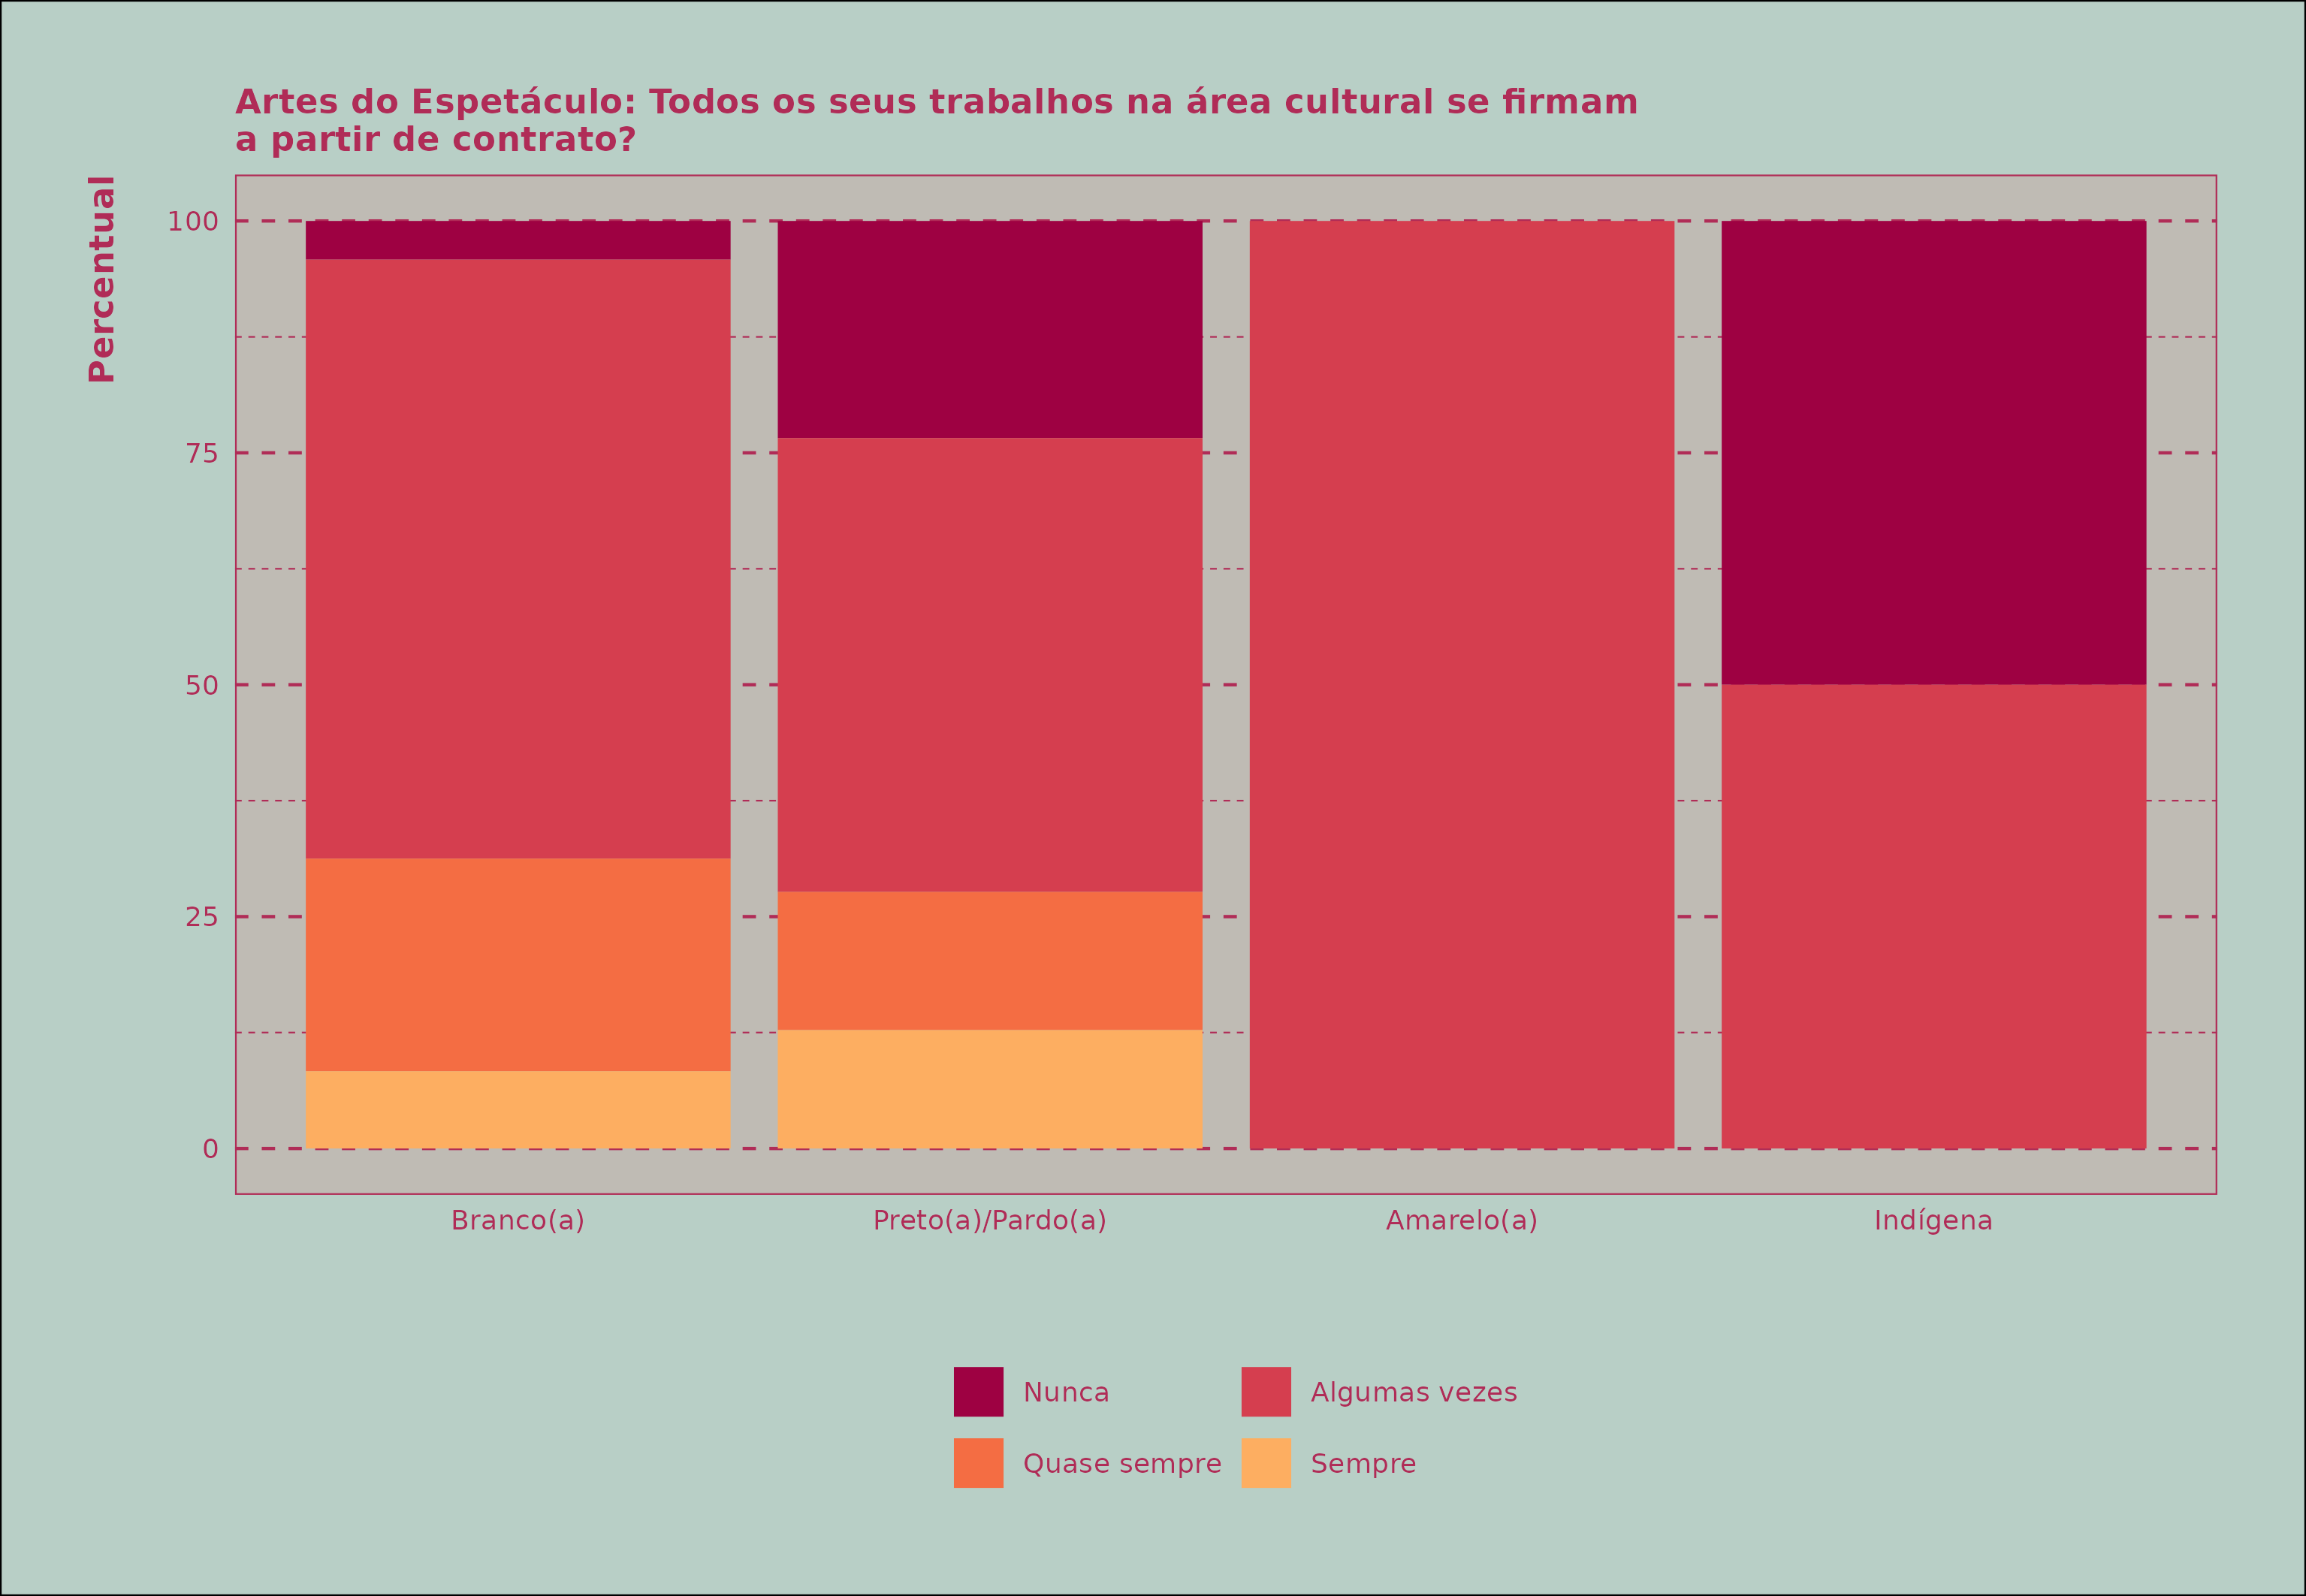 Artes do Espetáculo: Todos os seus trabalhos na área cultural se firmam
a partir de contrato?
Percentual
100
75
50
25
0
Branco(a)
Preto(a)/Pardo(a)
Amarelo(a)
Indígena
Nunca
Algumas vezes
Quase sempre
Sempre